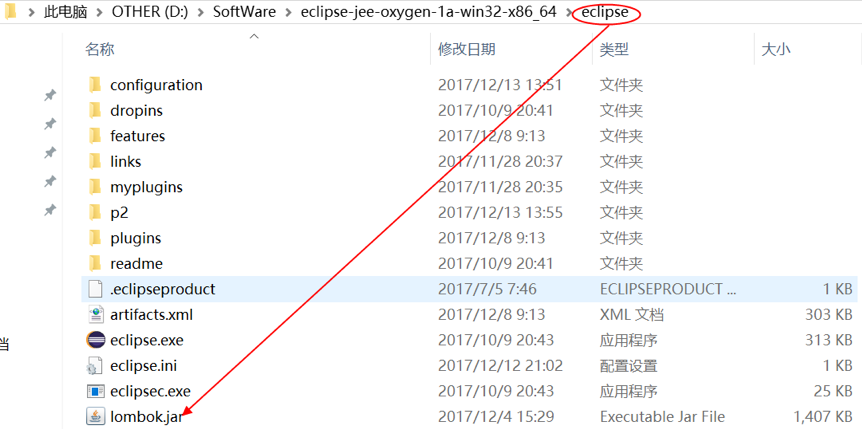 此电脑 > OTHER (D:) > SoftWare > eclipse-jee-oxygen-1a-win32-x86_64 > eclipse
名称 修改日期 类型 大小
configuration 2017/12/13 13:51 文件夹
dropins 2017/10/9 20:41 文件夹
features 2017/12/8 9:13 文件夹
links 2017/11/28 20:37 文件夹
myplugins 2017/11/28 20:35 文件夹
p2 2017/12/13 13:55 文件夹
plugins 2017/12/8 9:13 文件夹
readme 2017/10/9 20:41 文件夹
.eclipseproduct 2017/7/5 7:46 ECLIPSEPRODUCT ... 1 KB
artifacts.xml 2017/12/8 9:13 XML 文档 303 KB
eclipse.exe 2017/10/9 20:43 应用程序 313 KB
eclipse.ini 2017/12/12 21:02 配置设置 1 KB
eclipsec.exe 2017/10/9 20:43 应用程序 25 KB
lombok.jar 2017/12/4 15:29 Executable Jar File 1,407 KB